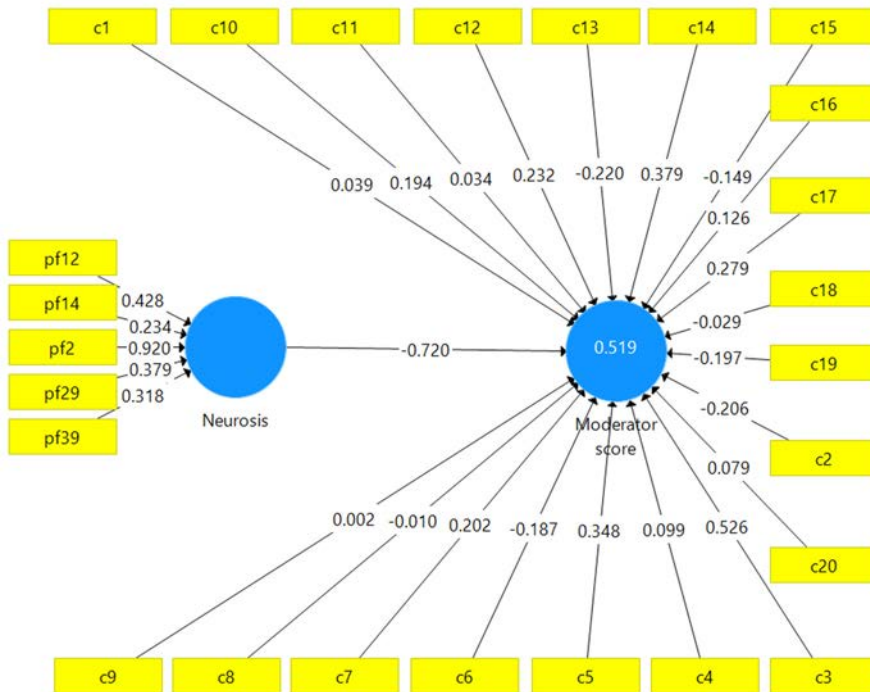 c1
c10
c11
c12
c13
c14
c15
c16
c17
c18
c19
c2
c20
0.039
0.194
0.034
0.232
-0.220
0.379
-0.149
0.126
0.279
-0.029
-0.197
-0.206
0.079
pf12
pf14
pf2
pf29
pf39
0.428
0.234
0.920
0.379
0.318
Neurosis
-0.720
0.519
Moderator
score
0.002
-0.010
0.202
-0.187
0.348
0.099
0.526
c9
c8
c7
c6
c5
c4
c3